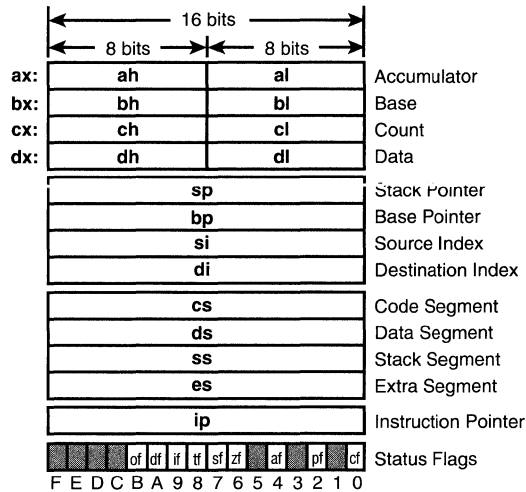 16 bits
8 bits 8 bits
ax: ah al Accumulator
bx: bh bl Base
cx: ch cl Count
dx: dh dl Data
sp Stack Pointer
bp Base Pointer
si Source Index
di Destination Index
cs Code Segment
ds Data Segment
ss Stack Segment
es Extra Segment
ip Instruction Pointer
of df if tf sf zf af pf cf Status Flags
F E D C B A 9 8 7 6 5 4 3 2 1 0